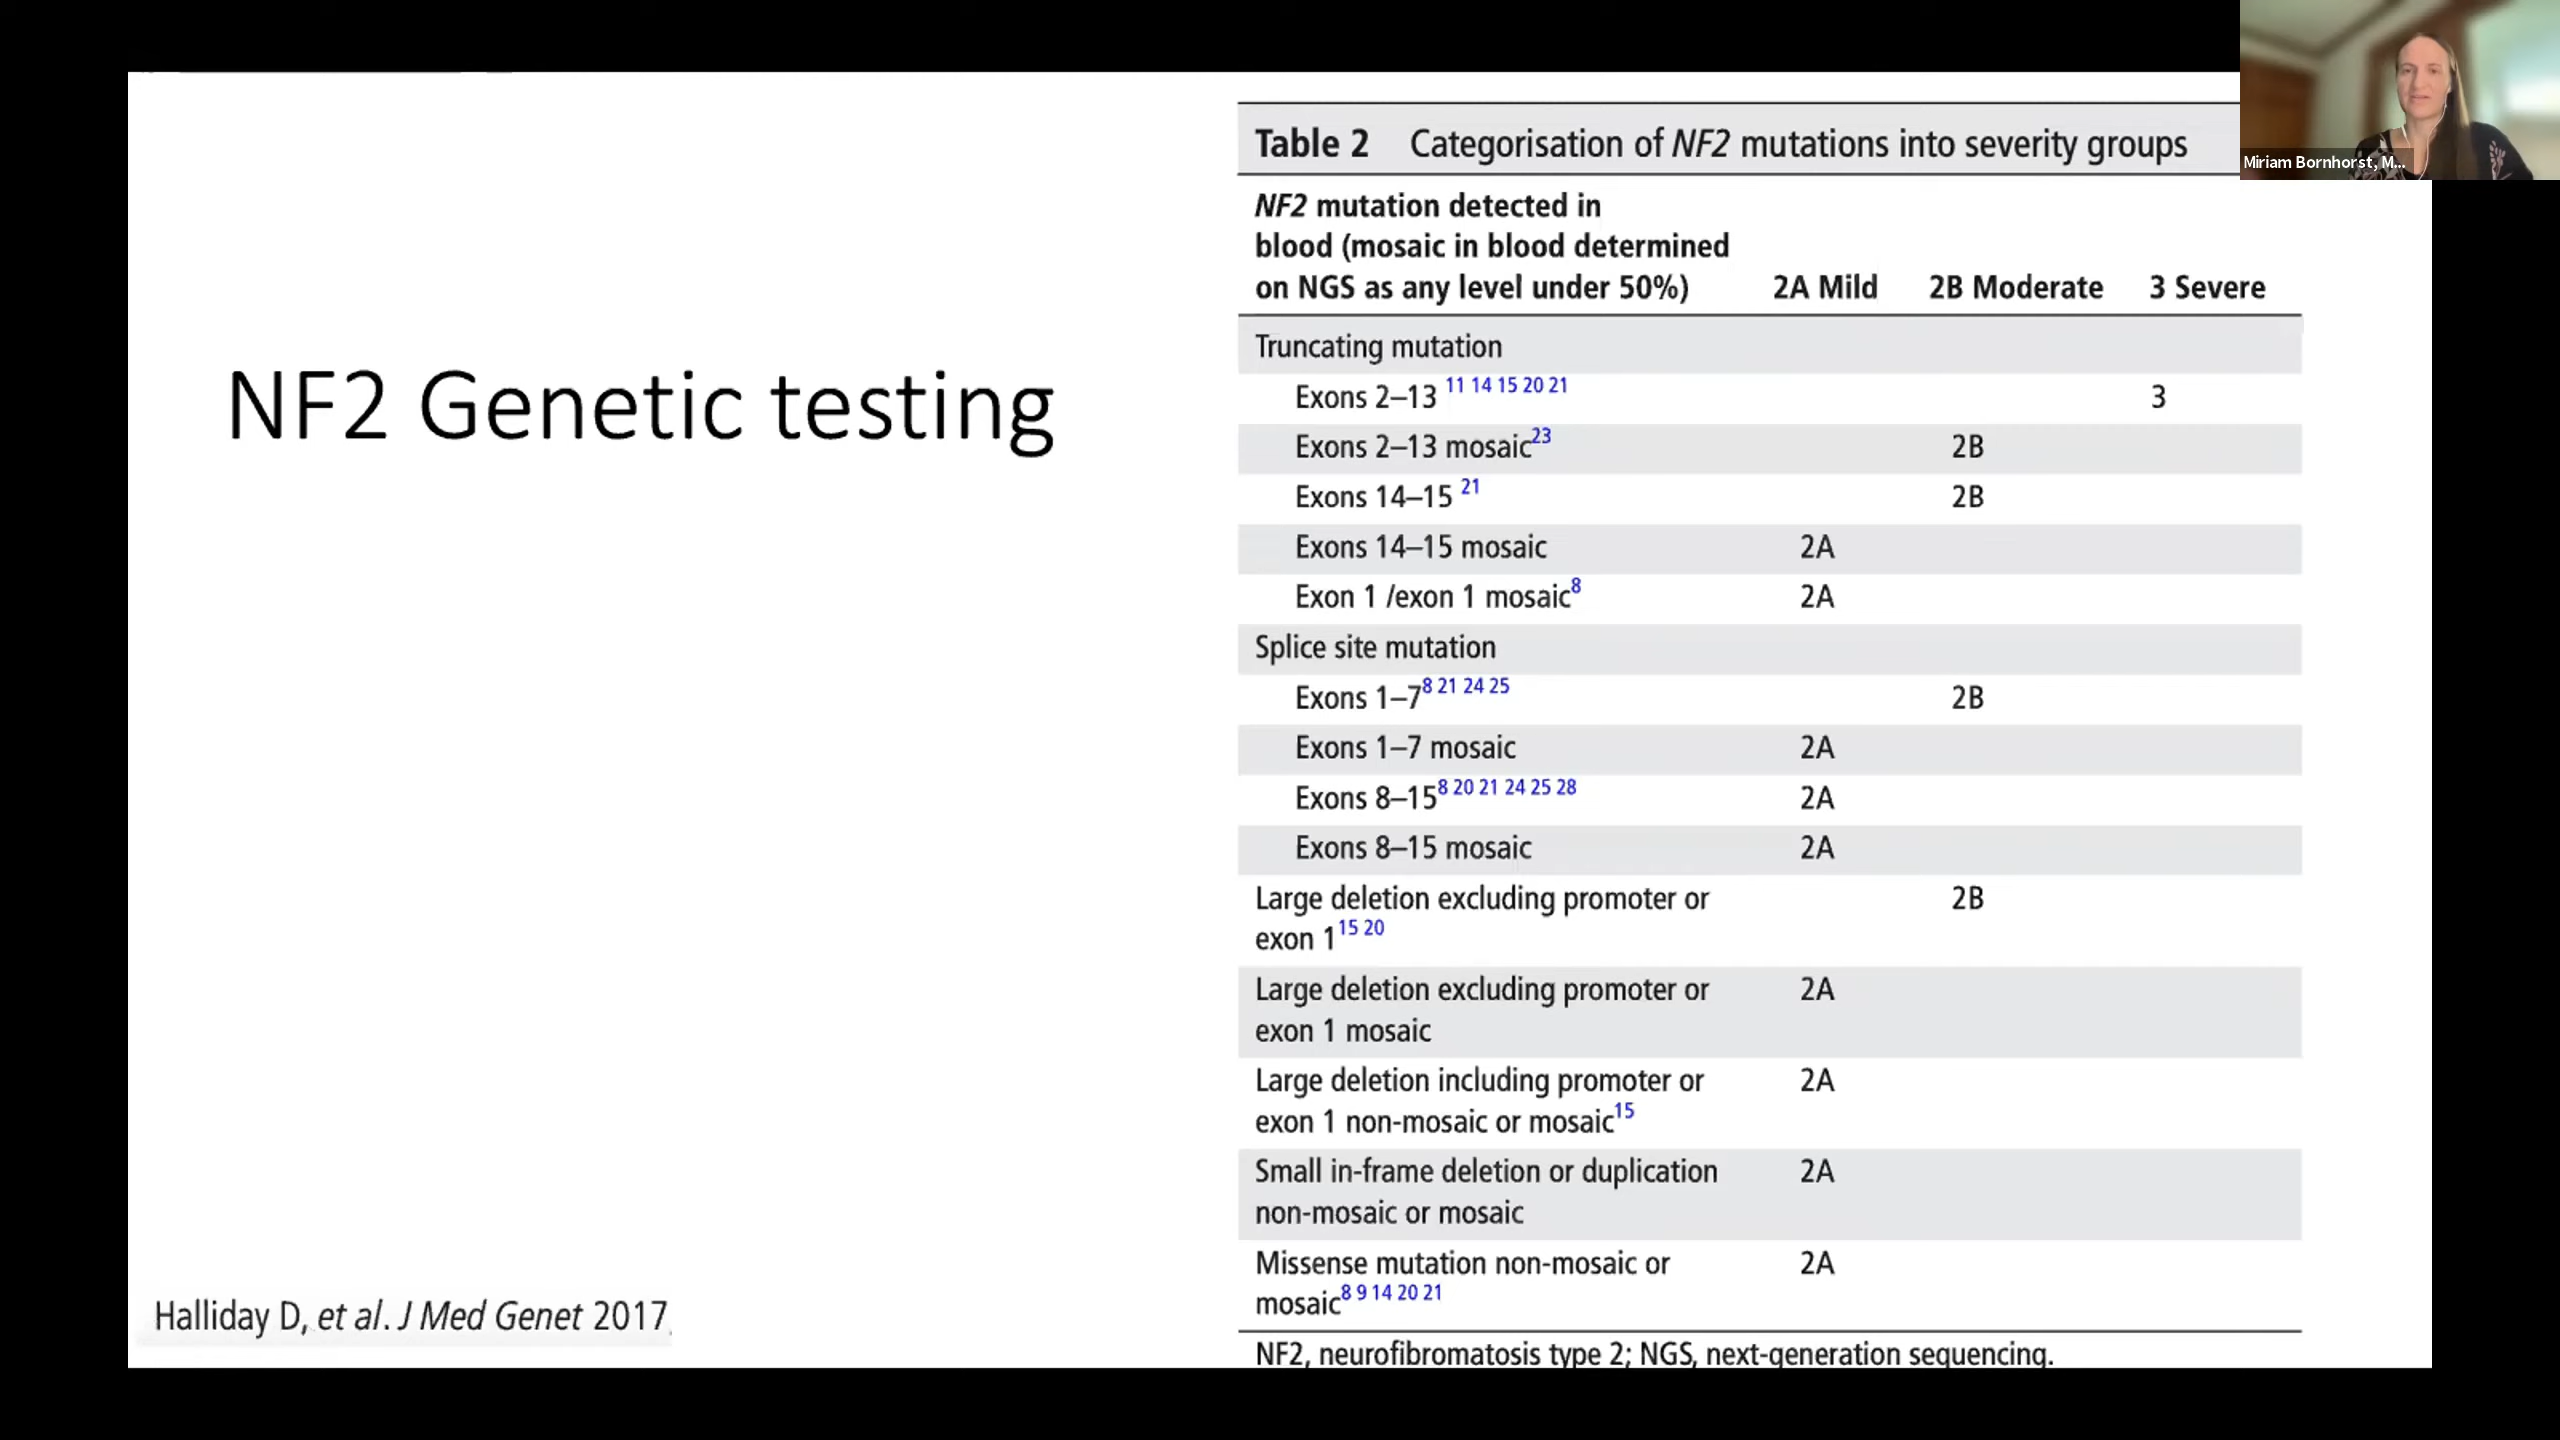 Miriam Bornhorst, M...
NF2 Genetic testing
Halliday D, et al. J Med Genet 2017
Table 2 Categorisation of NF2 mutations into severity groups
NF2 mutation detected in
blood (mosaic in blood determined
on NGS as any level under 50%) 2A Mild 2B Moderate 3 Severe
Truncating mutation
Exons 2–13 11 14 15 20 21 3
Exons 2–13 mosaic23 2B
Exons 14–15 21 2B
Exons 14–15 mosaic 2A
Exon 1 /exon 1 mosaic8 2A
Splice site mutation
Exons 1–7 8 21 24 25 2B
Exons 1–7 mosaic 2A
Exons 8–15 8 20 21 24 25 28 2A
Exons 8–15 mosaic 2A
Large deletion excluding promoter or 2B
exon 1 15 20
Large deletion excluding promoter or 2A
exon 1 mosaic
Large deletion including promoter or 2A
exon 1 non-mosaic or mosaic15
Small in-frame deletion or duplication 2A
non-mosaic or mosaic
Missense mutation non-mosaic or 2A
mosaic8 9 14 20 21
NF2, neurofibromatosis type 2; NGS, next-generation sequencing.